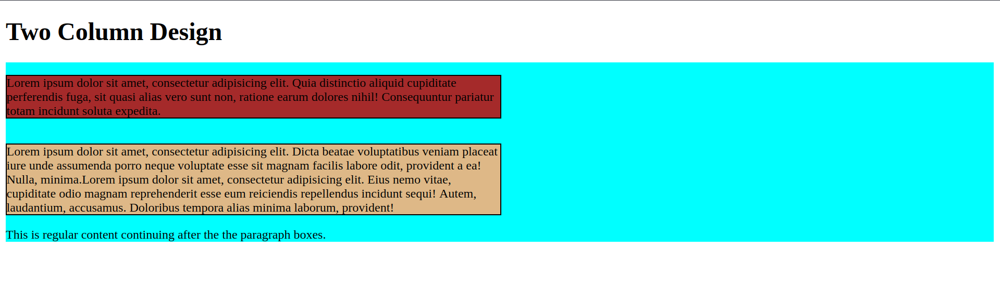 Two Column Design
Lorem ipsum dolor sit amet, consectetur adipisicing elit. Quia distinctio aliquid cupiditate
perferendis fuga, sit quasi alias vero sunt non, ratione earum dolores nihil! Consequuntur pariatur
totam incidunt soluta expedita.
Lorem ipsum dolor sit amet, consectetur adipisicing elit. Dicta beatae voluptatibus veniam placeat
iure unde assumenda porro neque voluptate esse sit magnam facilis labore odit, provident a ea!
Nulla, minima.Lorem ipsum dolor sit amet, consectetur adipisicing elit. Eius nemo vitae,
cupiditate odio magnam reprehenderit esse eum reiciendis repellendus incidunt sequi! Autem,
laudantium, accusamus. Doloribus tempora alias minima laborum, provident!
This is regular content continuing after the the paragraph boxes.